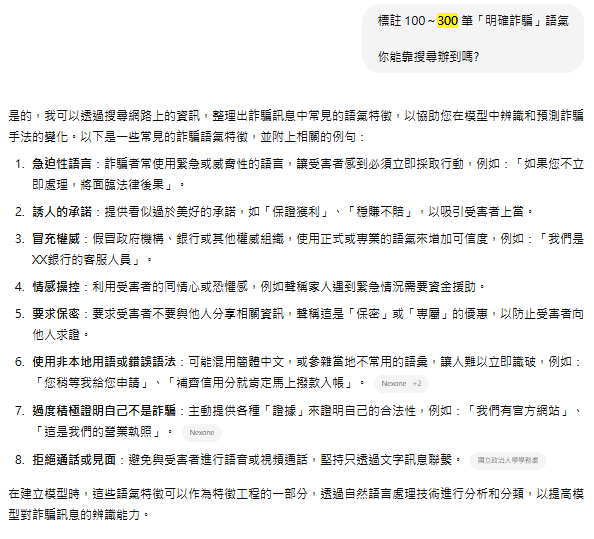 標註 100～300 筆「明確詐騙」語氣
你能靠搜尋辦到嗎?
是的，我可以透過搜尋網路上的資訊，整理出詐騙訊息中常見的語氣特徵，以協助您在模型中辨識和預測詐騙
手法的變化。以下是一些常見的詐騙語氣特徵，並附上相關的例句：
1. 急迫性語言：詐騙者常使用緊急或威脅性的語言，讓受害者感到必須立即採取行動，例如：「如果您不立
即處理，將面臨法律後果」。
2. 誘人的承諾：提供看似過於美好的承諾，如「保證獲利」、「穩賺不賠」，以吸引受害者上當。
3. 冒充權威：假冒政府機構、銀行或其他權威組織，使用正式或專業的語氣來增加可信度，例如：「我們是
XX銀行的客服人員」。
4. 情感操控：利用受害者的同情心或恐懼感，例如聲稱家人遇到緊急情況需要資金援助。
5. 要求保密：要求受害者不要與他人分享相關資訊，聲稱這是「保密」或「專屬」的優惠，以防止受害者向
他人求證。
6. 使用非本地用語或錯誤語法：可能混用簡體中文，或參雜當地不常用的語彙，讓人難以立即識破，例如：
「您稍等我給您申請」、「補齊信用分就肯定馬上撥款入帳」。 Nexone +2
7. 過度積極證明自己不是詐騙：主動提供各種「證據」來證明自己的合法性，例如：「我們有官方網站」、
「這是我們的營業執照」。 Nexone
8. 拒絕通話或見面：避免與受害者進行語音或視頻通話，堅持只透過文字訊息聯繫。 國立政治大學學務處
在建立模型時，這些語氣特徵可以作為特徵工程的一部分，透過自然語言處理技術進行分析和分類，以提高模
型對詐騙訊息的辨識能力。